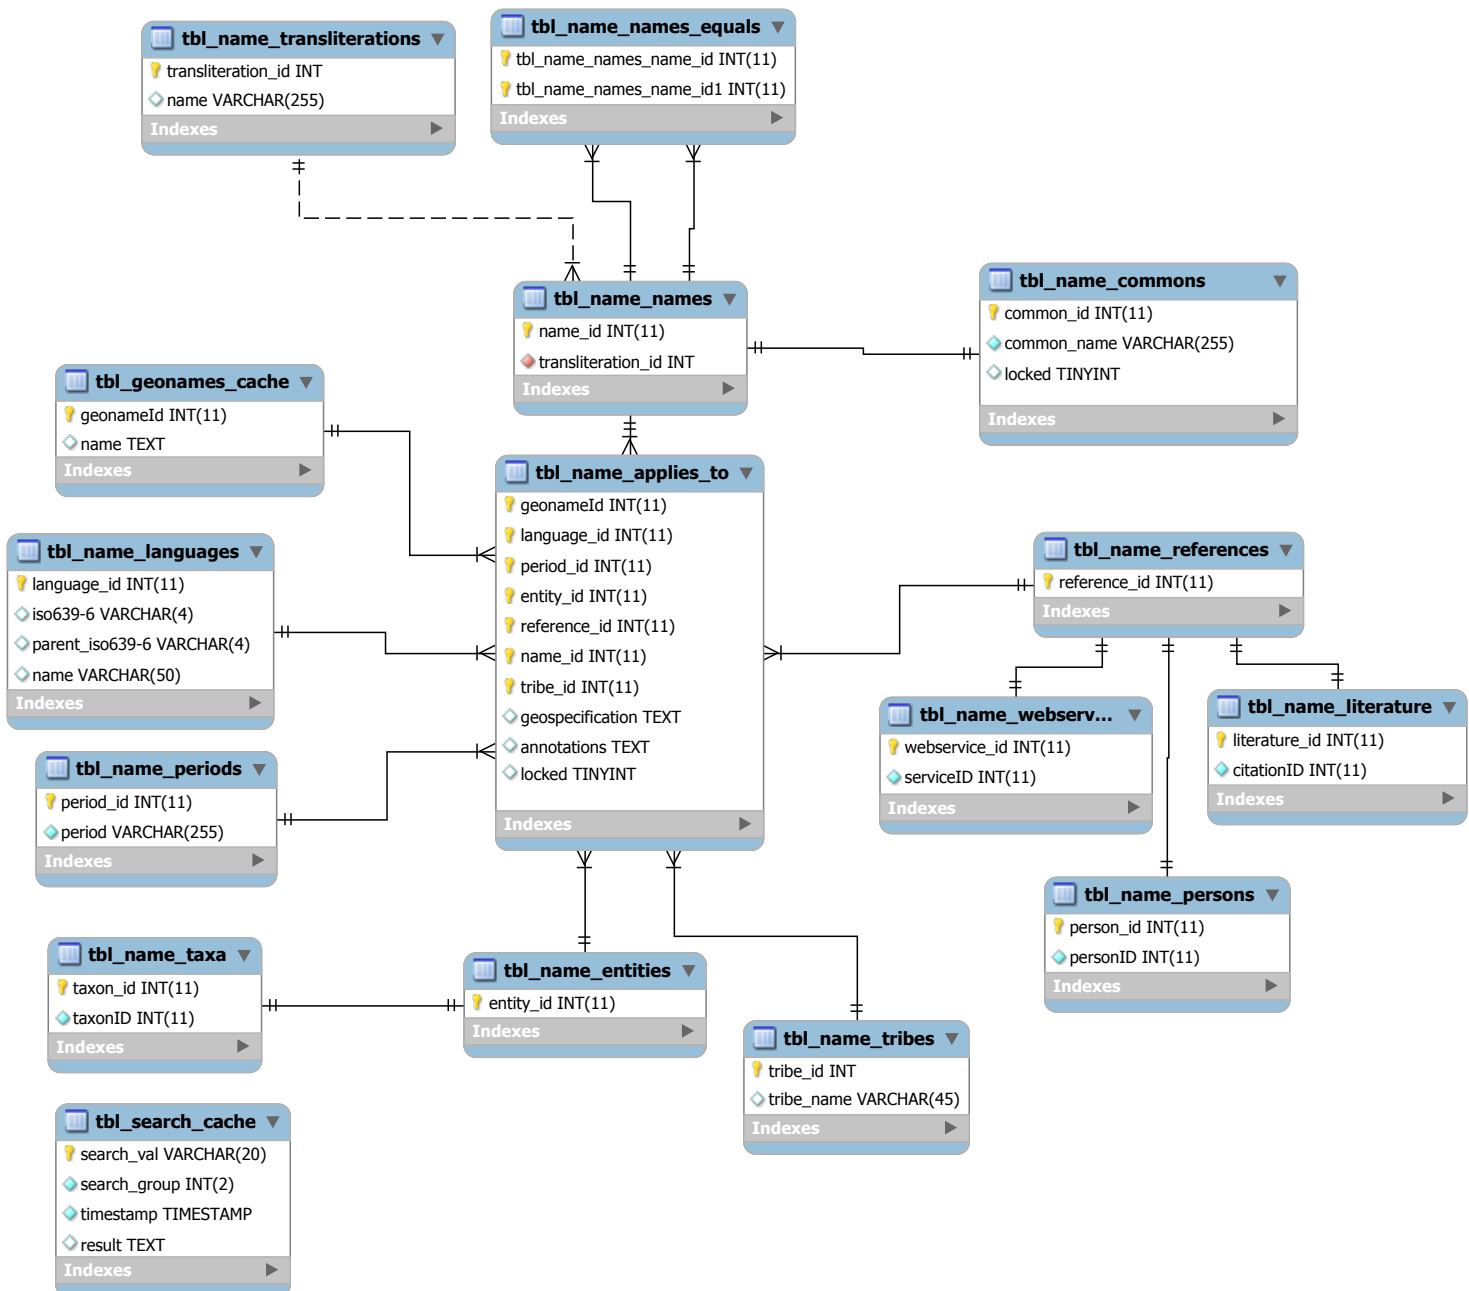 tbl_name_transliterations
transliteration_id INT
name VARCHAR(255)
Indexes
tbl_name_names_equals
tbl_name_names_name_id INT(11)
tbl_name_names_name_id1 INT(11)
Indexes
tbl_name_names
name_id INT(11)
transliteration_id INT
Indexes
tbl_name_commons
common_id INT(11)
common_name VARCHAR(255)
locked TINYINT
Indexes
tbl_geonames_cache
geonameId INT(11)
name TEXT
Indexes
tbl_name_applies_to
geonameId INT(11)
language_id INT(11)
period_id INT(11)
entity_id INT(11)
reference_id INT(11)
name_id INT(11)
tribe_id INT(11)
geospecification TEXT
annotations TEXT
locked TINYINT
Indexes
tbl_name_languages
language_id INT(11)
iso639-6 VARCHAR(4)
parent_iso639-6 VARCHAR(4)
name VARCHAR(50)
Indexes
tbl_name_references
reference_id INT(11)
Indexes
tbl_name_webserv...
webservice_id INT(11)
serviceID INT(11)
Indexes
tbl_name_literature
literature_id INT(11)
citationID INT(11)
Indexes
tbl_name_periods
period_id INT(11)
period VARCHAR(255)
Indexes
tbl_name_persons
person_id INT(11)
personID INT(11)
Indexes
tbl_name_taxa
taxon_id INT(11)
taxonID INT(11)
Indexes
tbl_name_entities
entity_id INT(11)
Indexes
tbl_name_tribes
tribe_id INT
tribe_name VARCHAR(45)
Indexes
tbl_search_cache
search_val VARCHAR(20)
search_group INT(2)
timestamp TIMESTAMP
result TEXT
Indexes